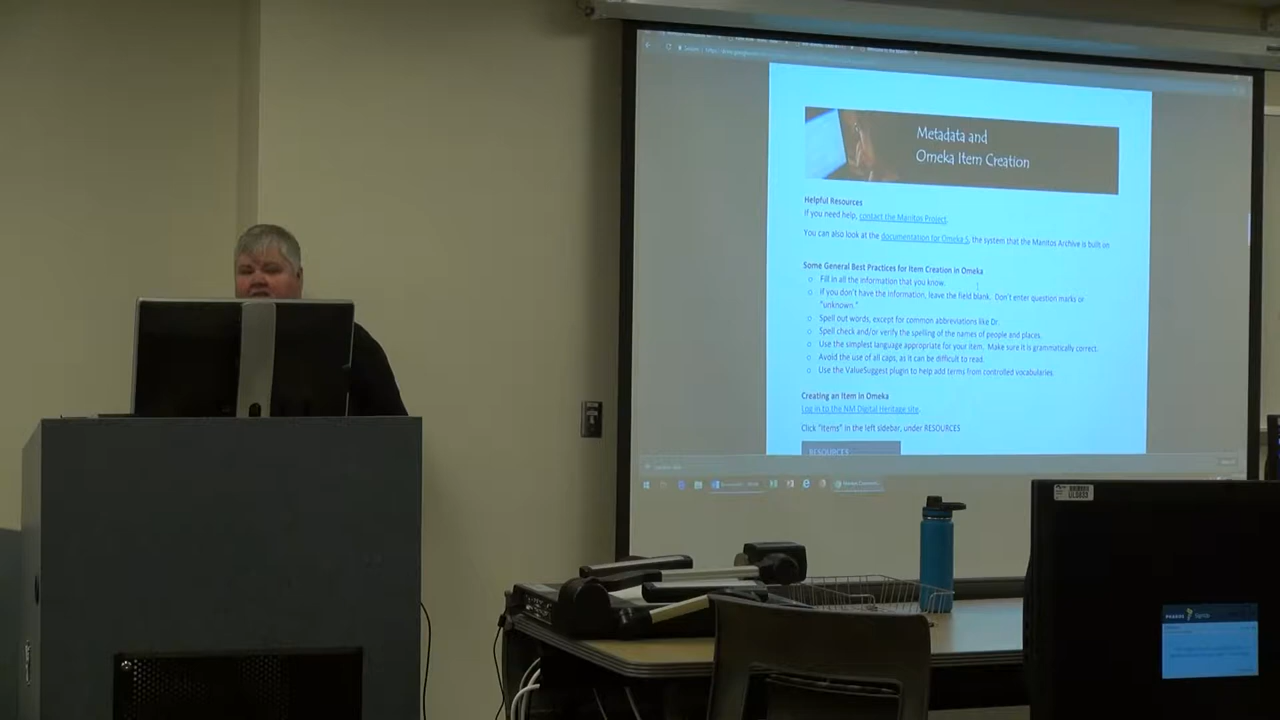 Metadata and
Omeka Item Creation
Helpful Resources
If you need help, contact the Manitos Project.
You can also look at the documentation for Omeka S, the system that the Manitos Archive is built on
Some General Best Practices for Item Creation in Omeka
Fill in all the information that you know.
If you don't have the information, leave the field blank. Don't enter question marks or
"unknown."
Spell out words, except for common abbreviations like Dr.
Spell check and/or verify the spelling of the names of people and places.
Use the simplest language appropriate for your item. Make sure it is grammatically correct.
Avoid the use of all caps, as it can be difficult to read.
Use the ValueSuggest plugin to help add terms from controlled vocabularies.
Creating an Item in Omeka
Log in to the NM Digital Heritage site.
Click "Items" in the left sidebar, under RESOURCES
RESOURCES
PHAROS